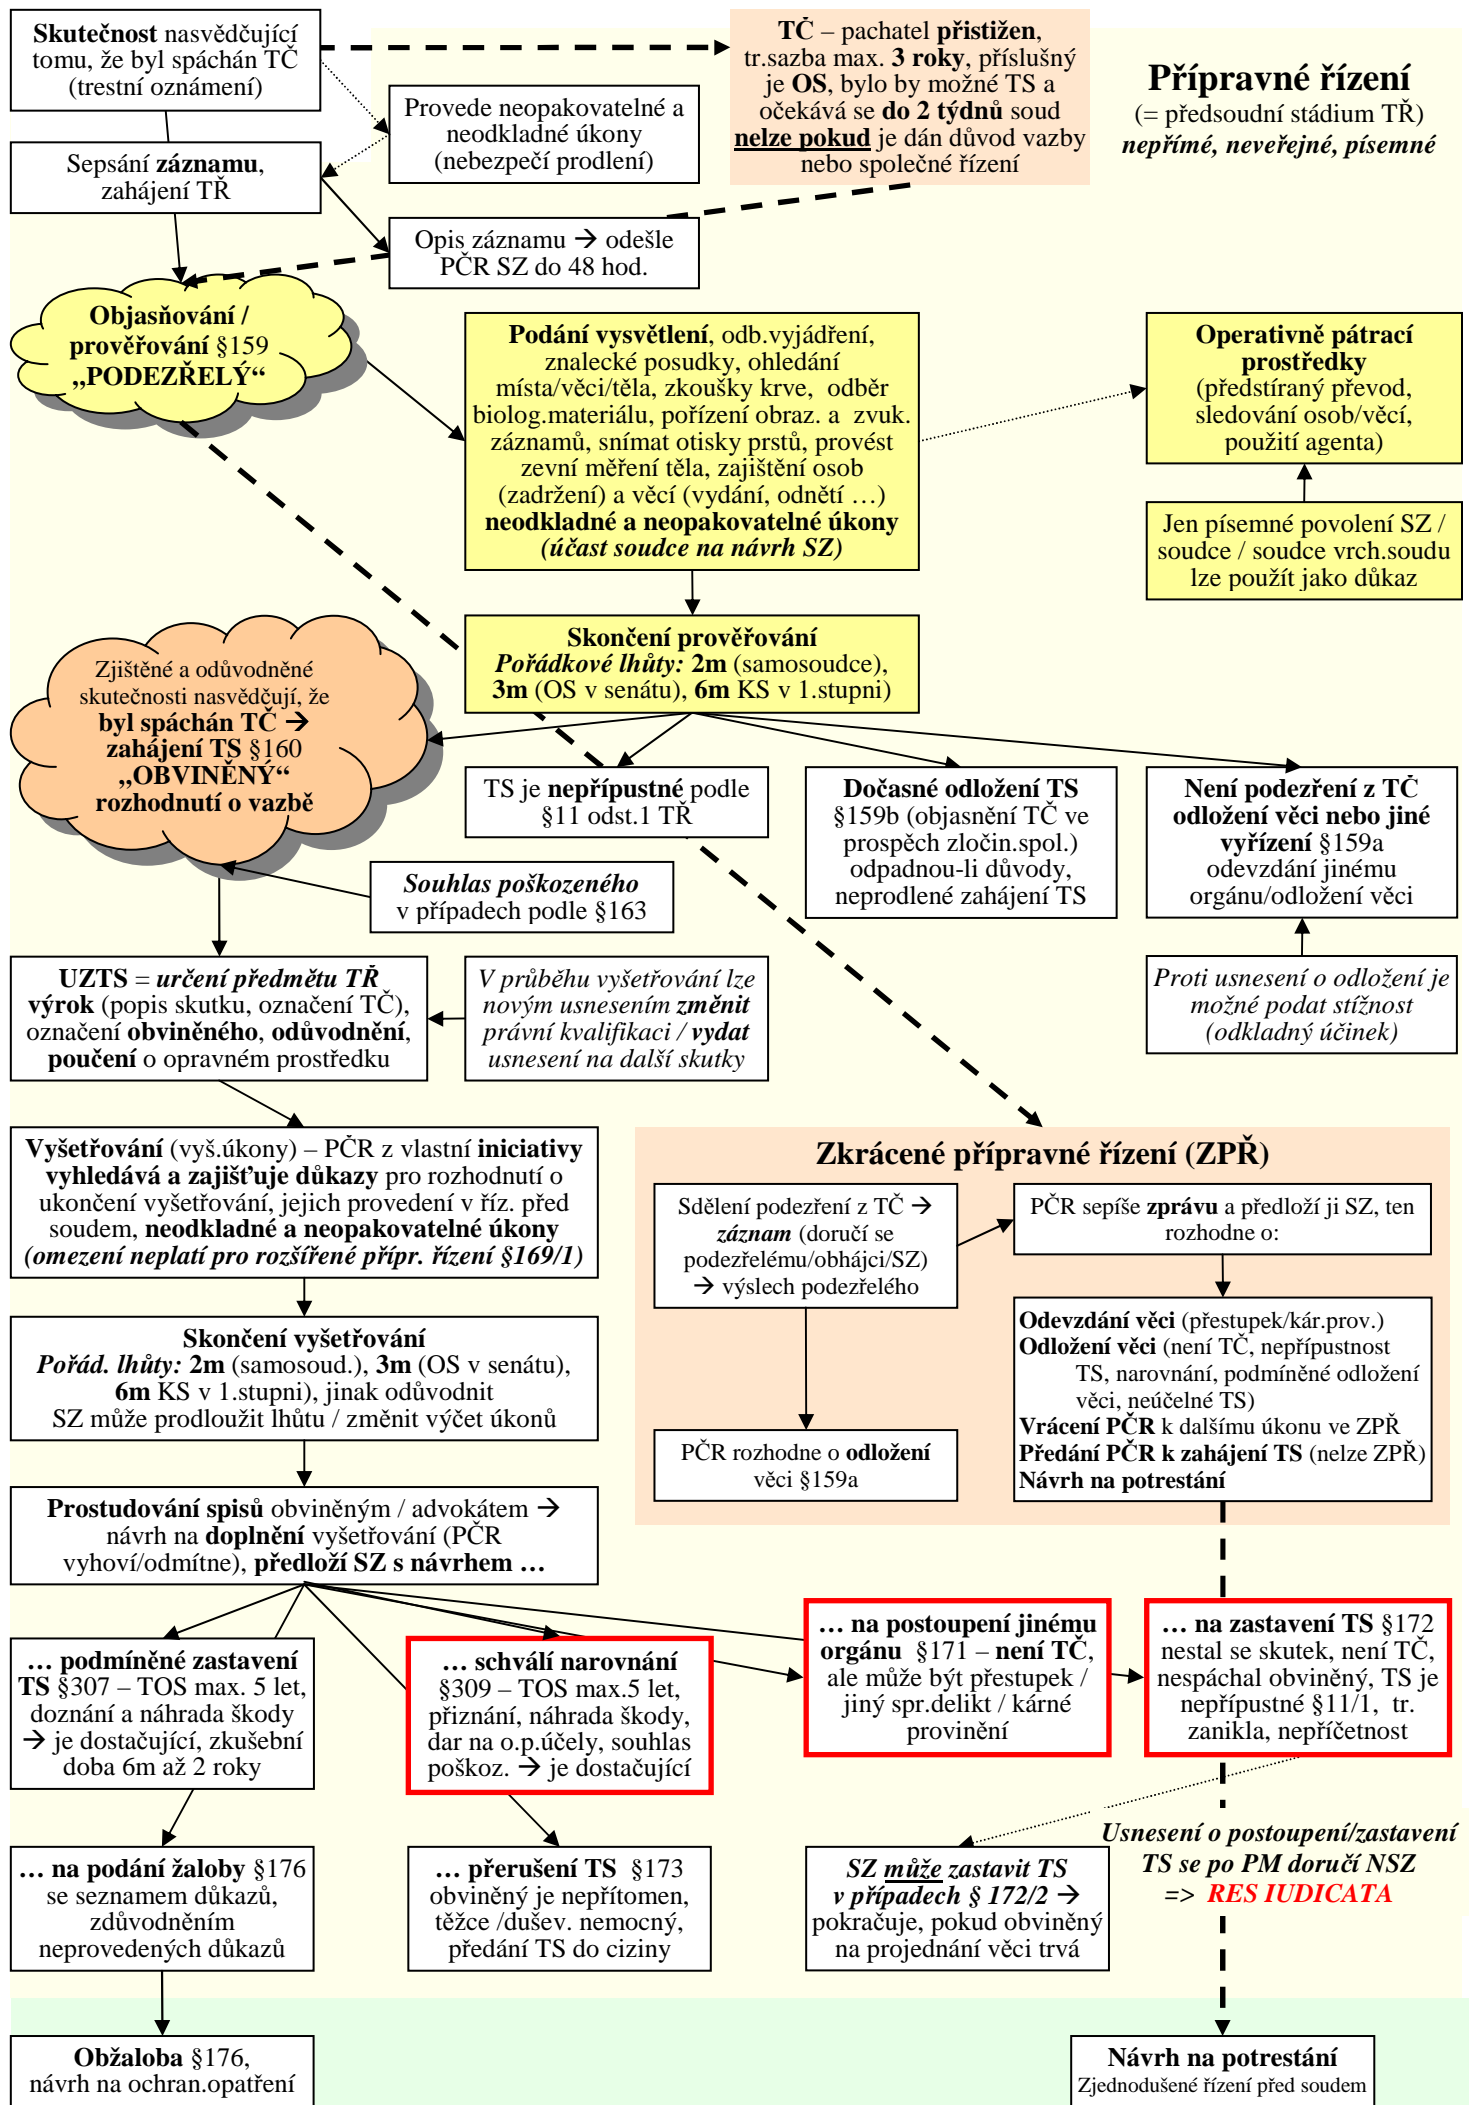 Skutečnost nasvědčující
tomu, že byl spáchán TČ
(trestní oznámení)
TČ – pachatel přistižen,
tr.sazba max. 3 roky, příslušný
je OS, bylo by možné TS a
očekává se do 2 týdnů soud
nelze pokud je dán důvod vazby
nebo společné řízení
Přípravné řízení
(= předsoudní stádium TŘ)
nepřímé, neveřejné, písemné
Provede neopakovatelné a
neodkladné úkony
(nebezpečí prodlení)
Sepsání záznamu,
zahájení TŘ
Opis záznamu → odešle
PČR SZ do 48 hod.
Objasňování /
prověřování §159
„PODEZŘELÝ“
Podání vysvětlení, odb.vyjádření,
znalecké posudky, ohledání
místa/věci/těla, zkoušky krve, odběr
biolog.materiálu, pořízení obraz. a zvuk.
záznamů, snímat otisky prstů, provést
zevní měření těla, zajištění osob
(zadržení) a věcí (vydání, odnětí …)
neodkladné a neopakovatelné úkony
(účast soudce na návrh SZ)
Operativně pátrací
prostředky
(předstíraný převod,
sledování osob/věcí,
použití agenta)
Jen písemné povolení SZ /
soudce / soudce vrch.soudu
lze použít jako důkaz
Skončení prověřování
Pořádkové lhůty: 2m (samosoudce),
3m (OS v senátu), 6m KS v 1.stupni)
Zjištěné a odůvodněné
skutečnosti nasvědčují, že
byl spáchán TČ →
zahájení TS §160
„OBVINĚNÝ“
rozhodnutí o vazbě
TS je nepřípustné podle
§11 odst.1 TŘ
Dočasné odložení TS
§159b (objasnění TČ ve
prospěch zločin.spol.)
odpadnou-li důvody,
neprodlené zahájení TS
Není podezření z TČ
odložení věci nebo jiné
vyřízení §159a
odevzdání jinému
orgánu/odložení věci
Souhlas poškozeného
v případech podle §163
UZTS = určení předmětu TŘ
výrok (popis skutku, označení TČ),
označení obviněného, odůvodnění,
poučení o opravném prostředku
V průběhu vyšetřování lze
novým usnesením změnit
právní kvalifikaci / vydat
usnesení na další skutky
Proti usnesení o odložení je
možné podat stížnost
(odkladný účinek)
Vyšetřování (vyš.úkony) – PČR z vlastní iniciativy
vyhledává a zajišťuje důkazy pro rozhodnutí o
ukončení vyšetřování, jejich provedení v říz. před
soudem, neodkladné a neopakovatelné úkony
(omezení neplatí pro rozšířené přípr. řízení §169/1)
Zkrácené přípravné řízení (ZPŘ)
Sdělení podezření z TČ →
záznam (doručí se
podezřelému/obhájci/SZ)
→ výslech podezřelého
PČR sepíše zprávu a předloží ji SZ, ten
rozhodne o:
Odevzdání věci (přestupek/kár.prov.)
Odložení věci (není TČ, nepřípustnost
TS, narovnání, podmíněné odložení
věci, neúčelné TS)
Vrácení PČR k dalšímu úkonu ve ZPŘ
Předání PČR k zahájení TS (nelze ZPŘ)
Návrh na potrestání
PČR rozhodne o odložení
věci §159a
Skončení vyšetřování
Pořád. lhůty: 2m (samosoud.), 3m (OS v senátu),
6m KS v 1.stupni), jinak odůvodnit
SZ může prodloužit lhůtu / změnit výčet úkonů
Prostudování spisů obviněným / advokátem →
návrh na doplnění vyšetřování (PČR
vyhoví/odmítne), předloží SZ s návrhem …
… podmíněné zastavení
TS §307 – TOS max. 5 let,
doznání a náhrada škody
→ je dostačující, zkušební
doba 6m až 2 roky
… schválí narovnání
§309 – TOS max.5 let,
přiznání, náhrada škody,
dar na o.p.účely, souhlas
poškoz. → je dostačující
… na postoupení jinému
orgánu §171 – není TČ,
ale může být přestupek /
jiný spr.delikt / kárné
provinění
… na zastavení TS §172
nestal se skutek, není TČ,
nespáchal obviněný, TS je
nepřípustné §11/1, tr.
zanikla, nepříčetnost
… na podání žaloby §176
se seznamem důkazů,
zdůvodněním
neprovedených důkazů
… přerušení TS §173
obviněný je nepřítomen,
těžce /dušev. nemocný,
předání TS do ciziny
SZ může zastavit TS
v případech § 172/2 →
pokračuje, pokud obviněný
na projednání věci trvá
Usnesení o postoupení/zastavení
TS se po PM doručí NSZ
=> RES IUDICATA
Obžaloba §176,
návrh na ochran.opatření
Návrh na potrestání
Zjednodušené řízení před soudem